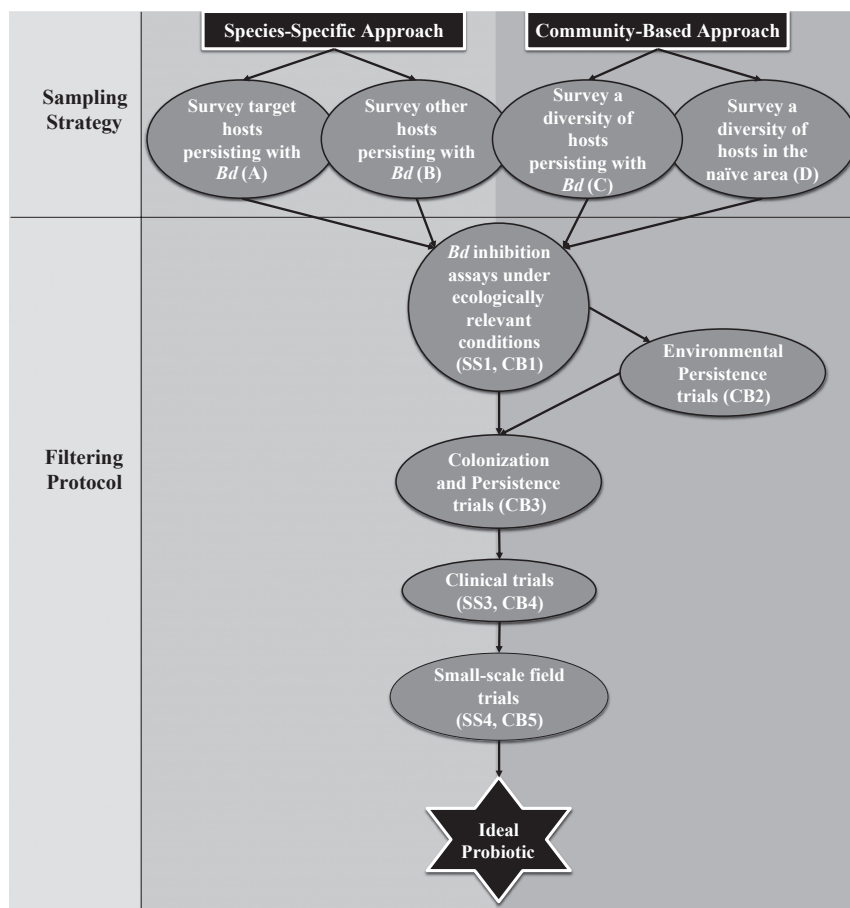 Species-Specific Approach
Community-Based Approach
Sampling
Strategy
Survey target
hosts
persisting with
Bd (A)
Survey other
hosts
persisting with
Bd (B)
Survey a
diversity of
hosts
persisting with
Bd (C)
Survey a
diversity of
hosts in the
naïve area (D)
Filtering
Protocol
Bd inhibition
assays under
ecologically
relevant
conditions
(SS1, CB1)
Environmental
Persistence
trials (CB2)
Colonization
and Persistence
trials (CB3)
Clinical trials
(SS3, CB4)
Small-scale field
trials
(SS4, CB5)
Ideal
Probiotic